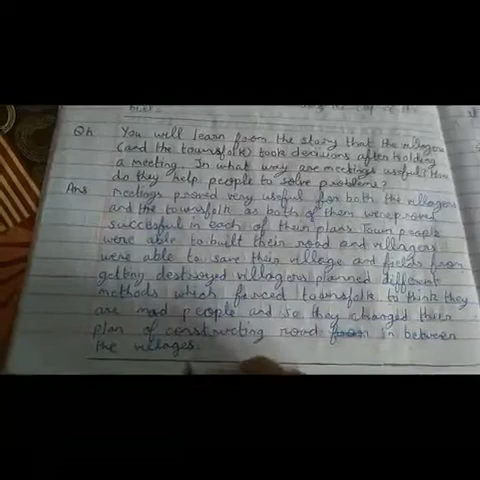 Qh You will learn from the story that the villagers
(and the townsfolk) took decisions after holding
a meeting. In what way are meetings useful? How
do they help people to solve problems?
Ans Meetings proved very useful for both the villagers
and the townsfolk as both of them were proved
successful in each of their plans. Town people
were able to built their road and villagers
were able to save their village and fields from
getting destroyed villagers planned different
methods which forced townsfolk to think they
are mad people and so they changed their
plan of constructing road in between
the villages.